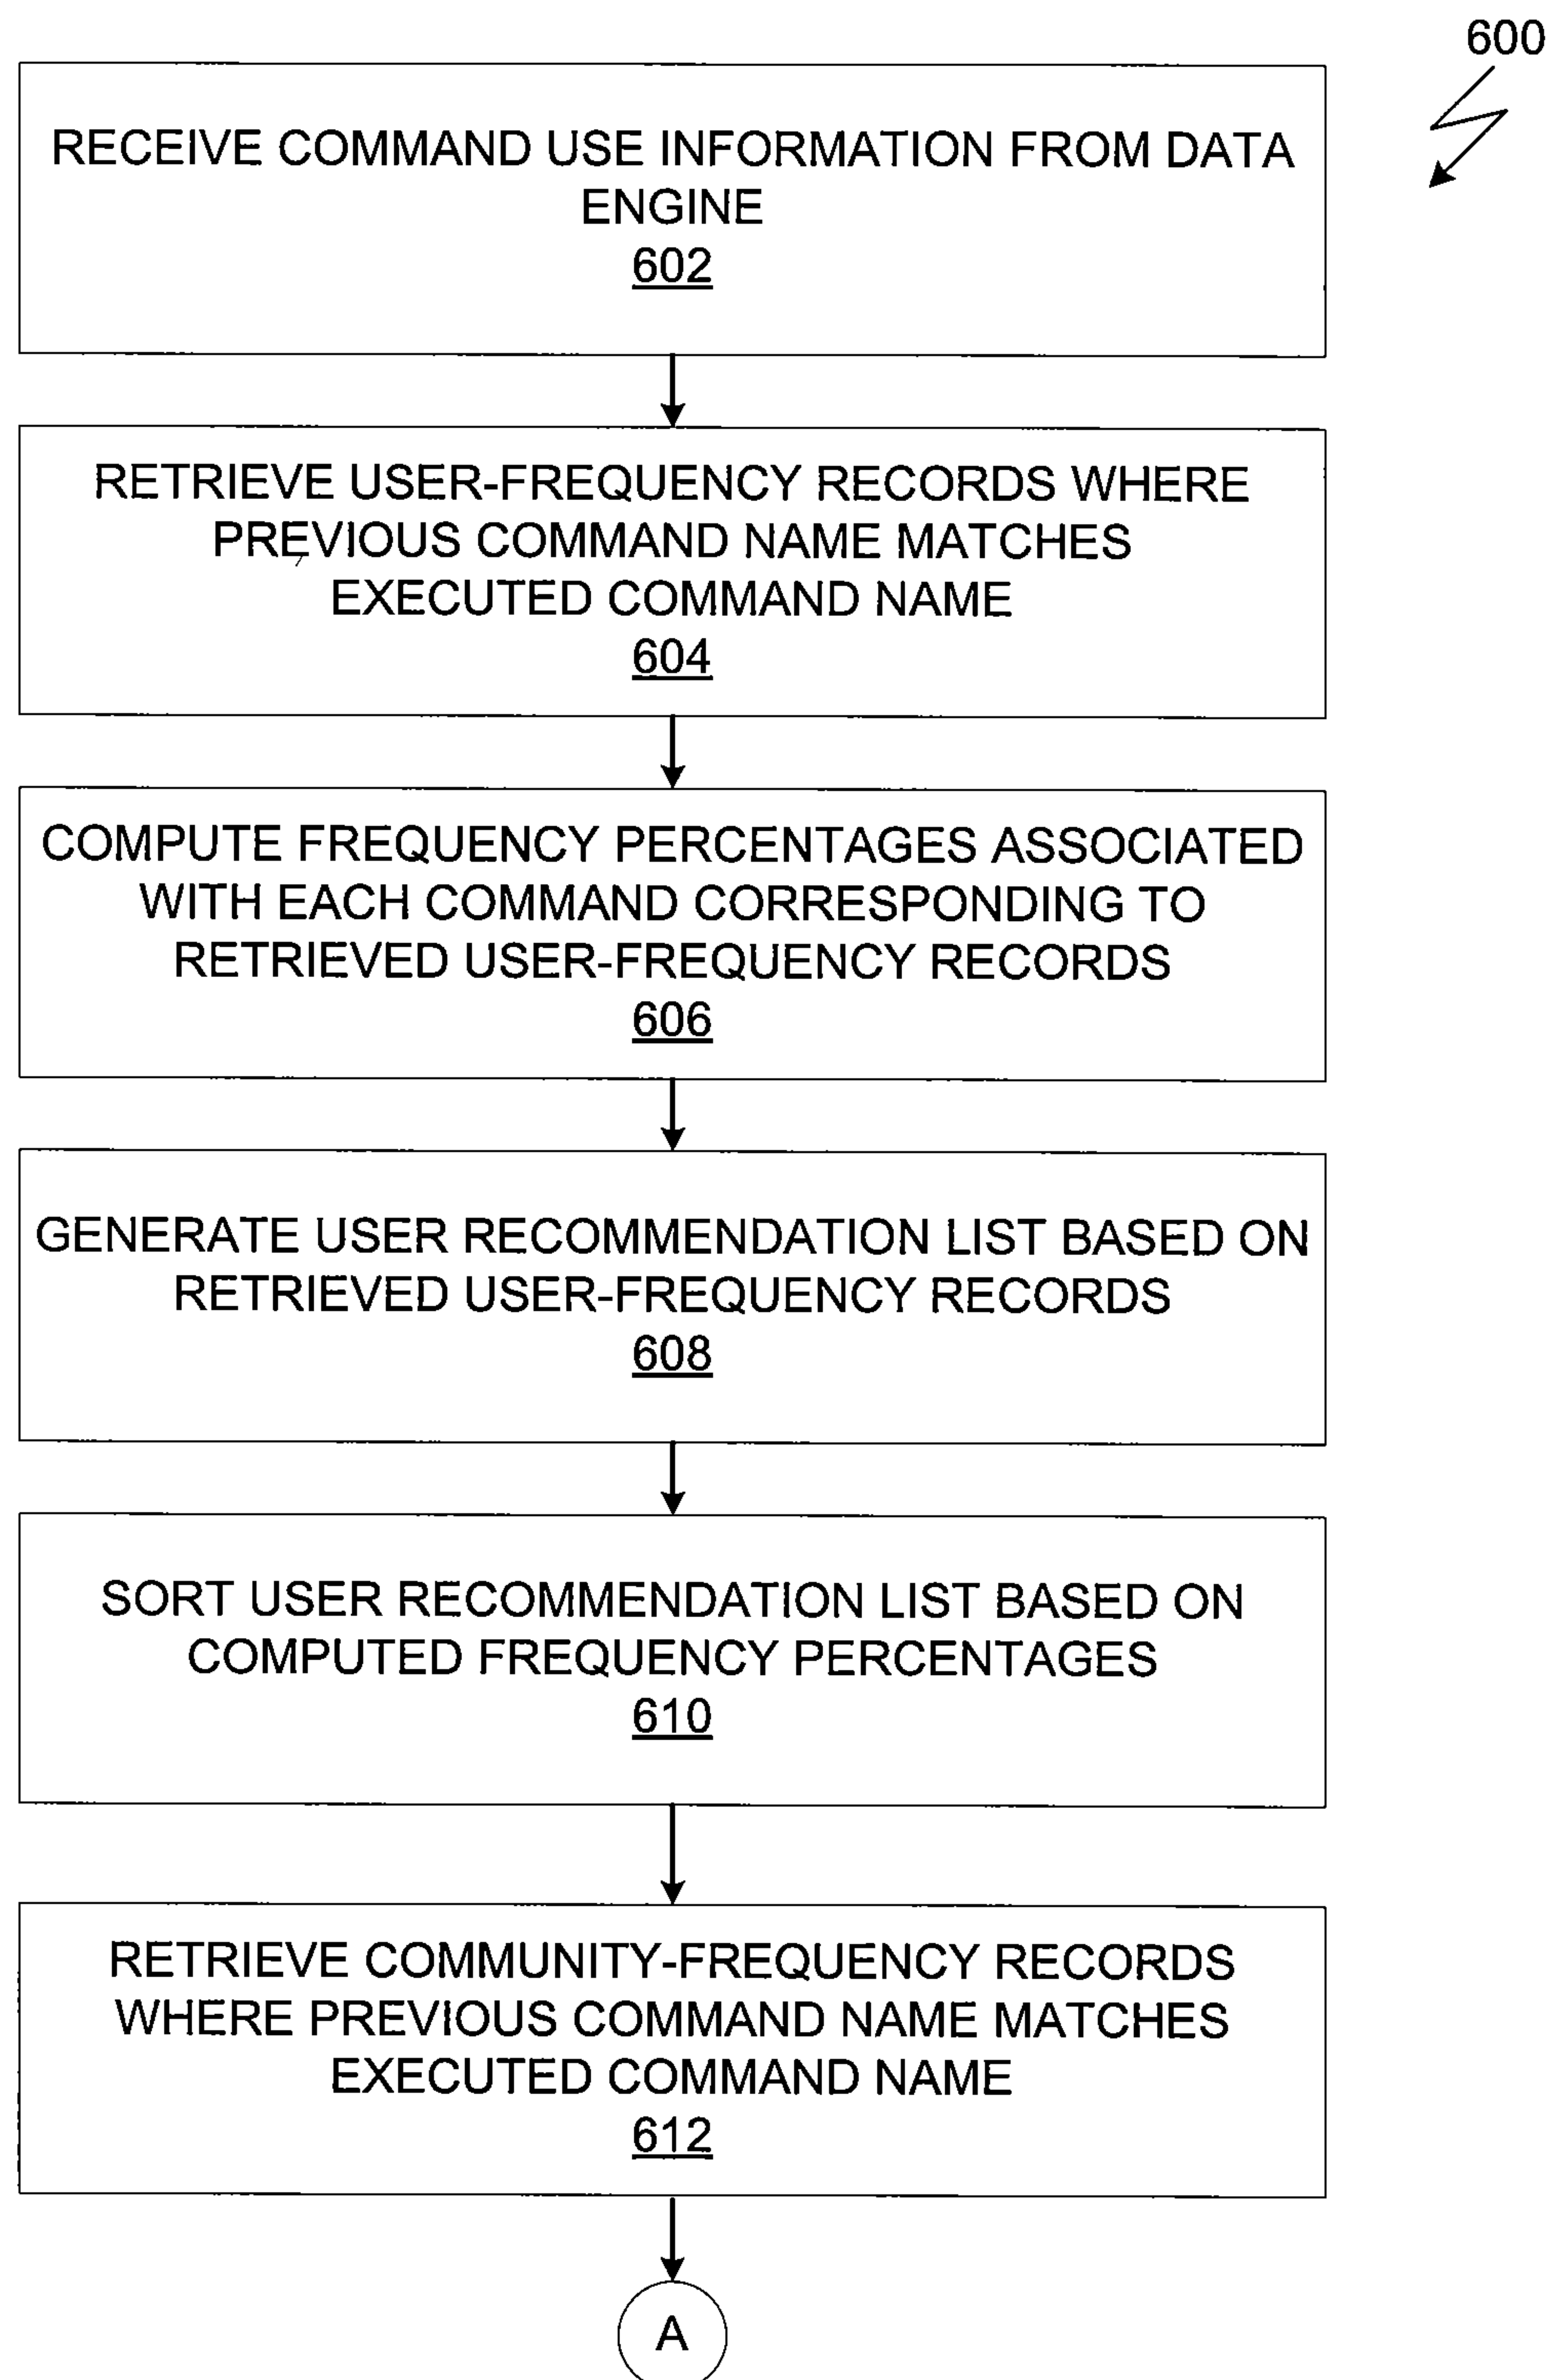 600
RECEIVE COMMAND USE INFORMATION FROM DATA
ENGINE
602
RETRIEVE USER-FREQUENCY RECORDS WHERE
PREVIOUS COMMAND NAME MATCHES
EXECUTED COMMAND NAME
604
COMPUTE FREQUENCY PERCENTAGES ASSOCIATED
WITH EACH COMMAND CORRESPONDING TO
RETRIEVED USER-FREQUENCY RECORDS
606
GENERATE USER RECOMMENDATION LIST BASED ON
RETRIEVED USER-FREQUENCY RECORDS
608
SORT USER RECOMMENDATION LIST BASED ON
COMPUTED FREQUENCY PERCENTAGES
610
RETRIEVE COMMUNITY-FREQUENCY RECORDS
WHERE PREVIOUS COMMAND NAME MATCHES
EXECUTED COMMAND NAME
612
A